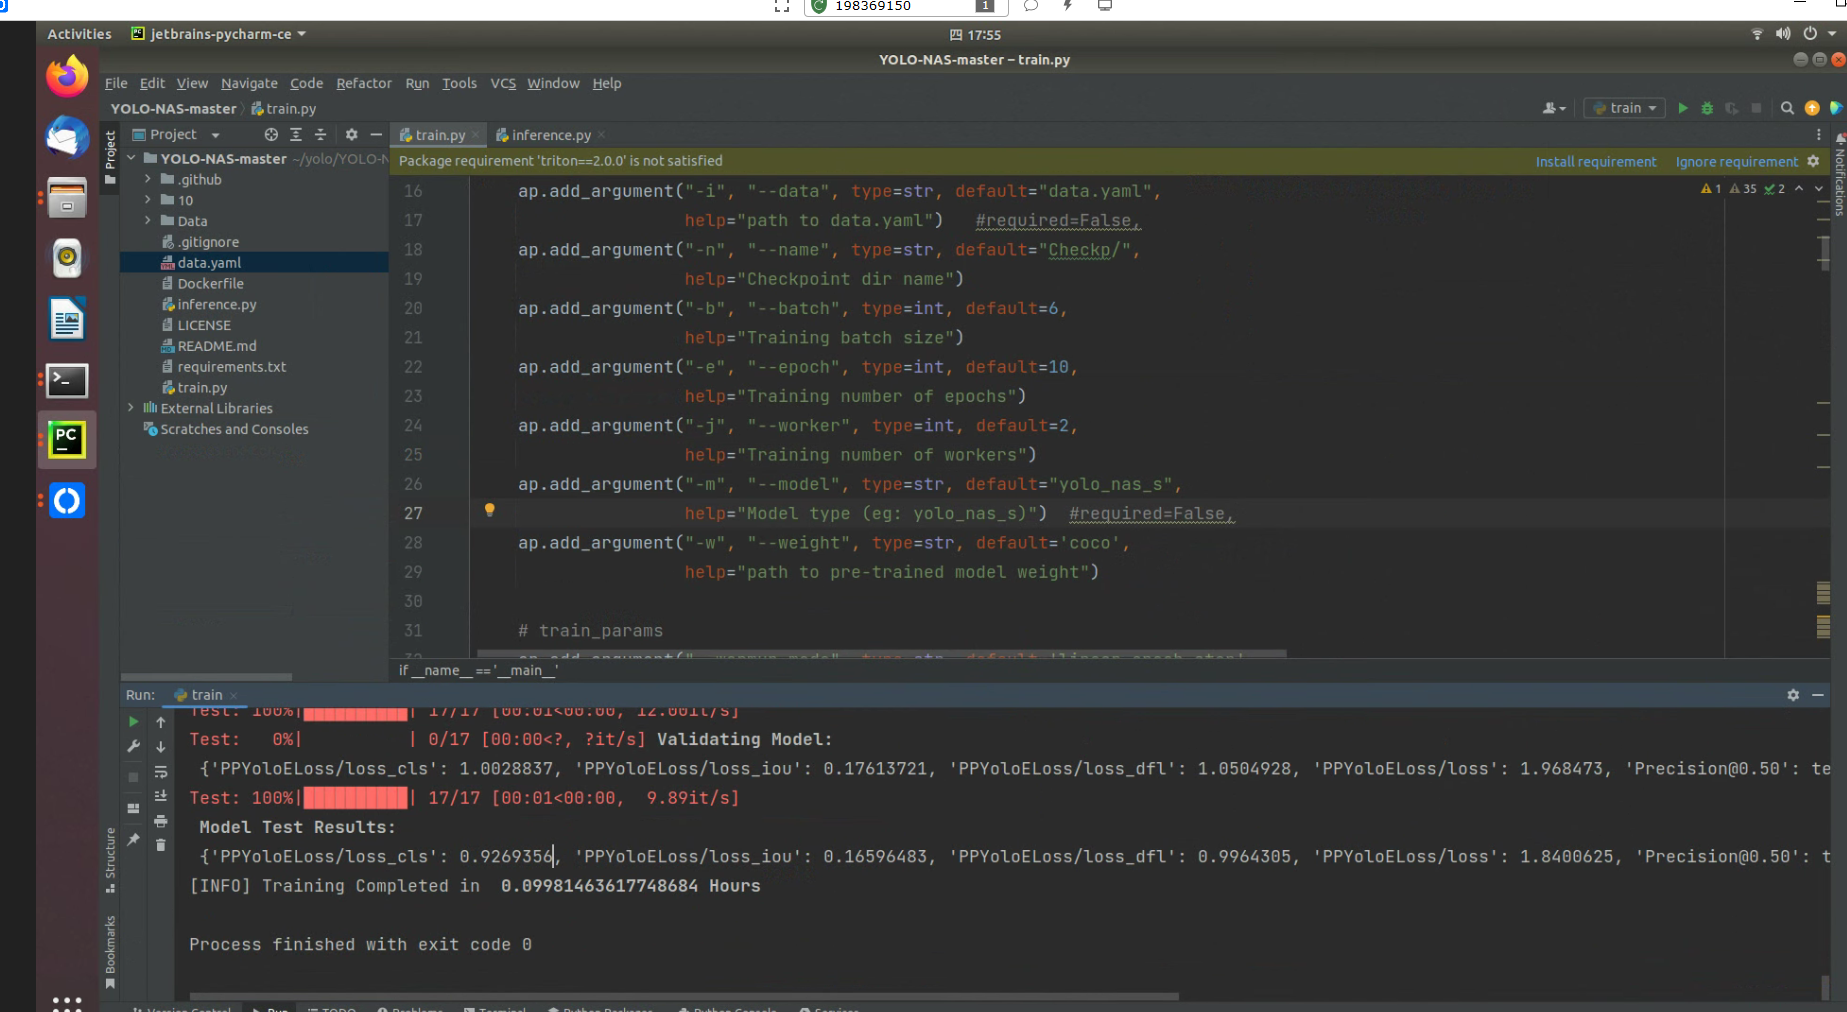 198369150 1
Activities jetbrains-pycharm-ce 四 17:55
YOLO-NAS-master – train.py
File Edit View Navigate Code Refactor Run Tools VCS Window Help
YOLO-NAS-master train.py train
Project
Project
train.py inference.py
Notifications
Package requirement 'triton==2.0.0' is not satisfied Install requirement Ignore requirement
1 35 2
YOLO-NAS-master ~/yolo/YOLO-N
.github
10
Data
.gitignore
data.yaml
Dockerfile
inference.py
LICENSE
README.md
requirements.txt
train.py
External Libraries
Scratches and Consoles
16 ap.add_argument("-i", "--data", type=str, default="data.yaml",
17 help="path to data.yaml") #required=False,
18 ap.add_argument("-n", "--name", type=str, default="Checkp/",
19 help="Checkpoint dir name")
20 ap.add_argument("-b", "--batch", type=int, default=6,
21 help="Training batch size")
22 ap.add_argument("-e", "--epoch", type=int, default=10,
23 help="Training number of epochs")
24 ap.add_argument("-j", "--worker", type=int, default=2,
25 help="Training number of workers")
26 ap.add_argument("-m", "--model", type=str, default="yolo_nas_s",
27 help="Model type (eg: yolo_nas_s)") #required=False,
28 ap.add_argument("-w", "--weight", type=str, default='coco',
29 help="path to pre-trained model weight")
30
31 # train_params
if __name__ == '__main__'
Run: train
Test: 100%| | 17/17 [00:01<00:00, 12.00it/s]
Test: 0%| | 0/17 [00:00<?, ?it/s] Validating Model:
{'PPYoloELoss/loss_cls': 1.0028837, 'PPYoloELoss/loss_iou': 0.17613721, 'PPYoloELoss/loss_dfl': 1.0504928, 'PPYoloELoss/loss': 1.968473, 'Precision@0.50': te
Test: 100%| | 17/17 [00:01<00:00, 9.89it/s]
Model Test Results:
{'PPYoloELoss/loss_cls': 0.9269356, 'PPYoloELoss/loss_iou': 0.16596483, 'PPYoloELoss/loss_dfl': 0.9964305, 'PPYoloELoss/loss': 1.8400625, 'Precision@0.50': t
[INFO] Training Completed in 0.09981463617748684 Hours
Process finished with exit code 0
Structure
Bookmarks